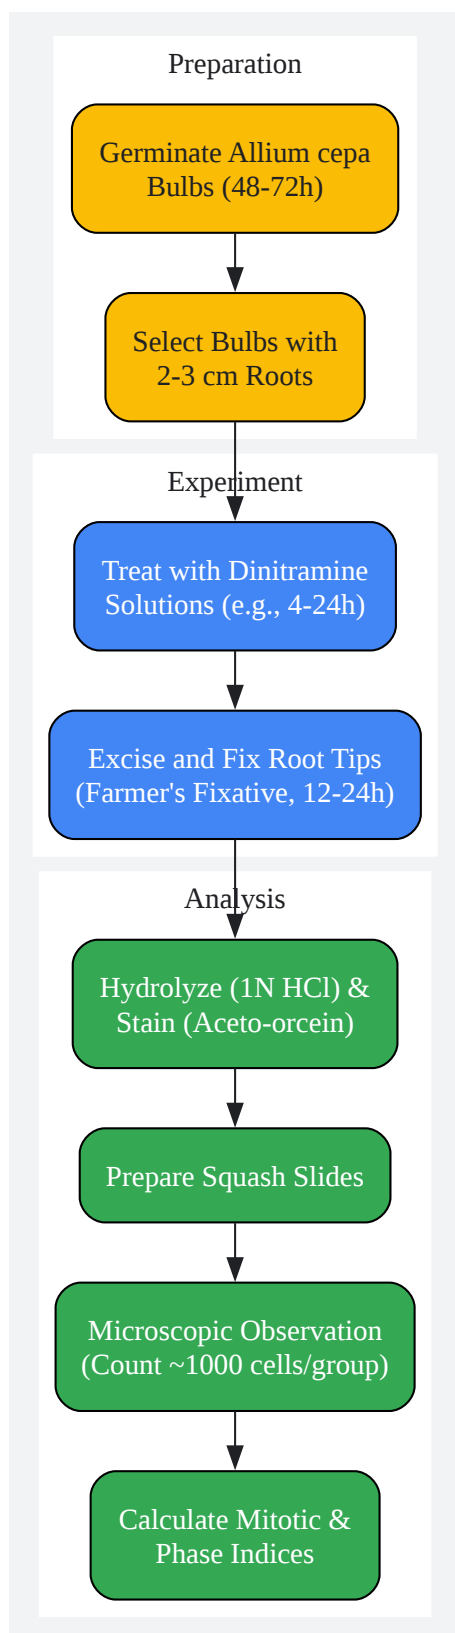 Preparation
Germinate Allium cepa
Bulbs (48-72h)
Select Bulbs with
2-3 cm Roots
Experiment
Treat with Dinitramine
Solutions (e.g., 4-24h)
Excise and Fix Root Tips
(Farmer's Fixative, 12-24h)
Analysis
Hydrolyze (1N HCl) &
Stain (Aceto-orcein)
Prepare Squash Slides
Microscopic Observation
(Count ~1000 cells/group)
Calculate Mitotic &
Phase Indices